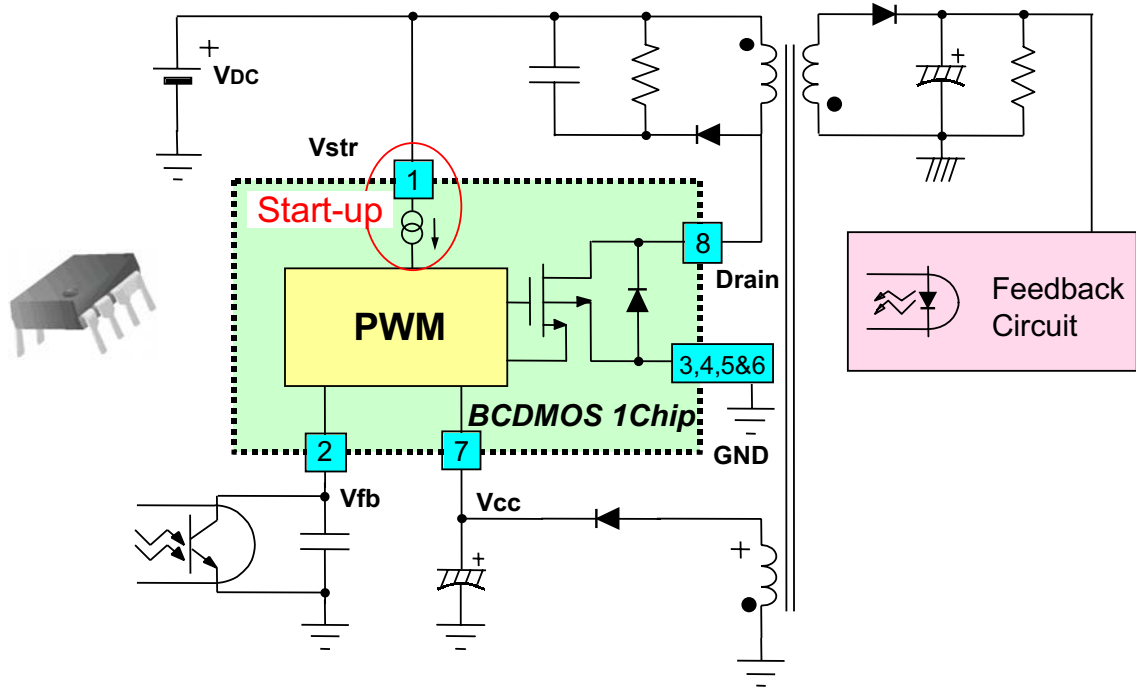 +
VDC
Vstr
1
Start-up
+
8
Drain
PWM
3,4,5&6
Feedback
Circuit
BCDMOS 1Chip
GND
2
7
Vfb
Vcc
+
+